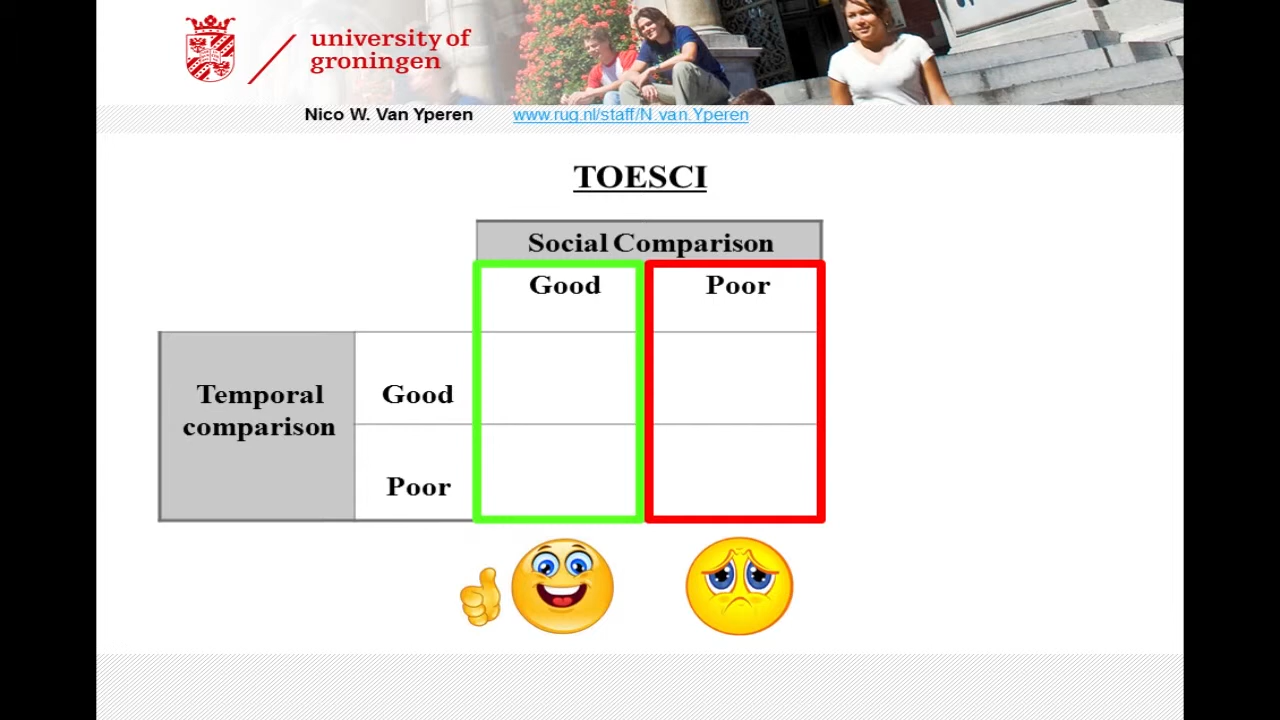 university of
groningen
Nico W. Van Yperen www.rug.nl/staff/N.van.Yperen
TOESCI
Social Comparison
Good Poor
Temporal
comparison
Good
Poor